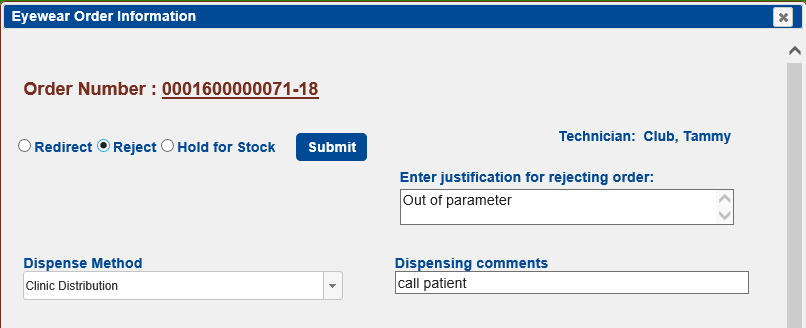 Eyewear Order Information
Order Number : 0001600000071-18
Redirect Reject Hold for Stock Submit
Technician: Club, Tammy
Enter justification for rejecting order:
Out of parameter
Dispense Method
Clinic Distribution
Dispensing comments
call patient